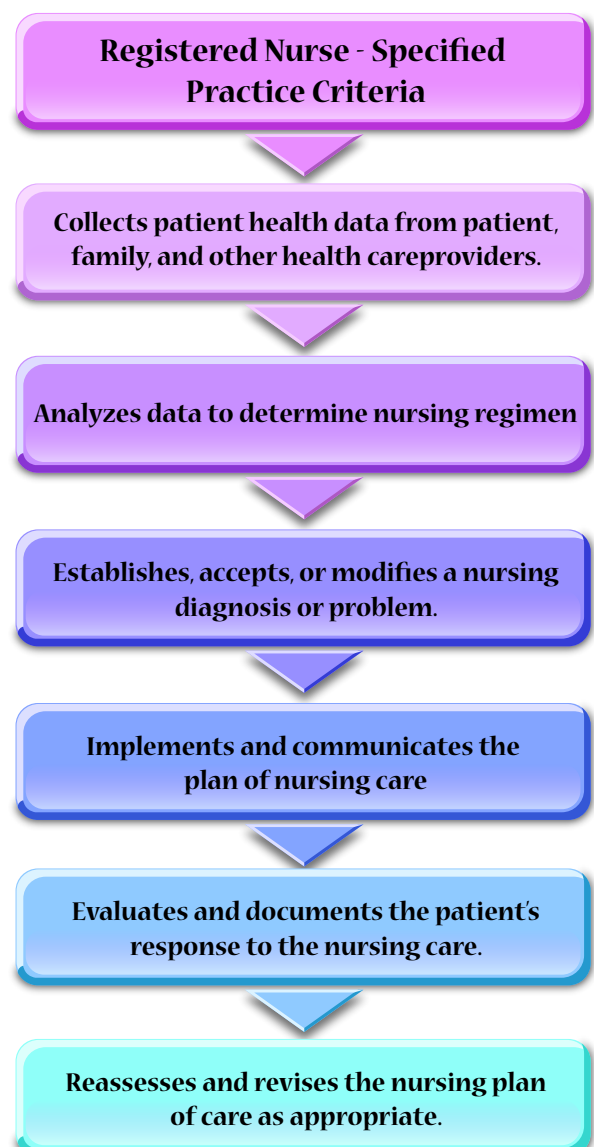 Registered Nurse - Specified
Practice Criteria
Collects patient health data from patient,
family, and other health careproviders.
Analyzes data to determine nursing regimen
Establishes, accepts, or modifies a nursing
diagnosis or problem.
Implements and communicates the
plan of nursing care
Evaluates and documents the patient's
response to the nursing care.
Reassesses and revises the nursing plan
of care as appropriate.